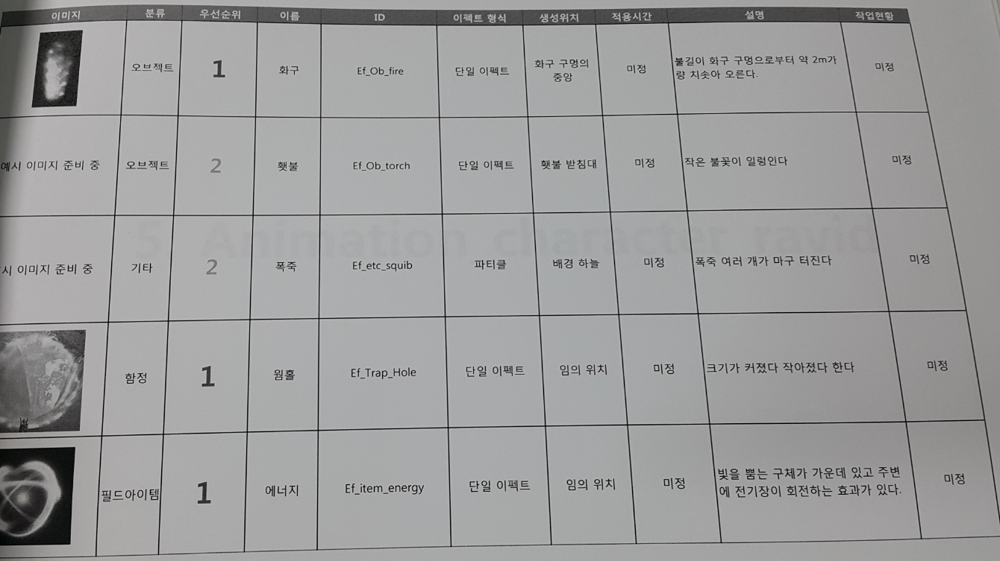 이미지 분류 우선순위 이름 ID 이펙트 형식 생성위치 적용시간 설명 작업현황
오브젝트 1 화구 Ef_Ob_fire 단일 이펙트 화구 구멍의 중앙 미정 불길이 화구 구멍으로부터 약 2m가량 치솟아 오른다. 미정
예시 이미지 준비 중 오브젝트 2 횃불 Ef_Ob_torch 단일 이펙트 횃불 받침대 미정 작은 불꽃이 일렁인다 미정
시 이미지 준비 중 기타 2 폭죽 Ef_etc_squib 파티클 배경 하늘 미정 폭죽 여러 개가 마구 터진다 미정
함정 1 웜홀 Ef_Trap_Hole 단일 이펙트 임의 위치 미정 크기가 커졌다 작아졌다 한다 미정
필드아이템 1 에너지 Ef_item_energy 단일 이펙트 임의 위치 미정 빛을 뿜는 구체가 가운데 있고 주변에 전기장이 회전하는 효과가 있다. 미정
5. Animation character ravid